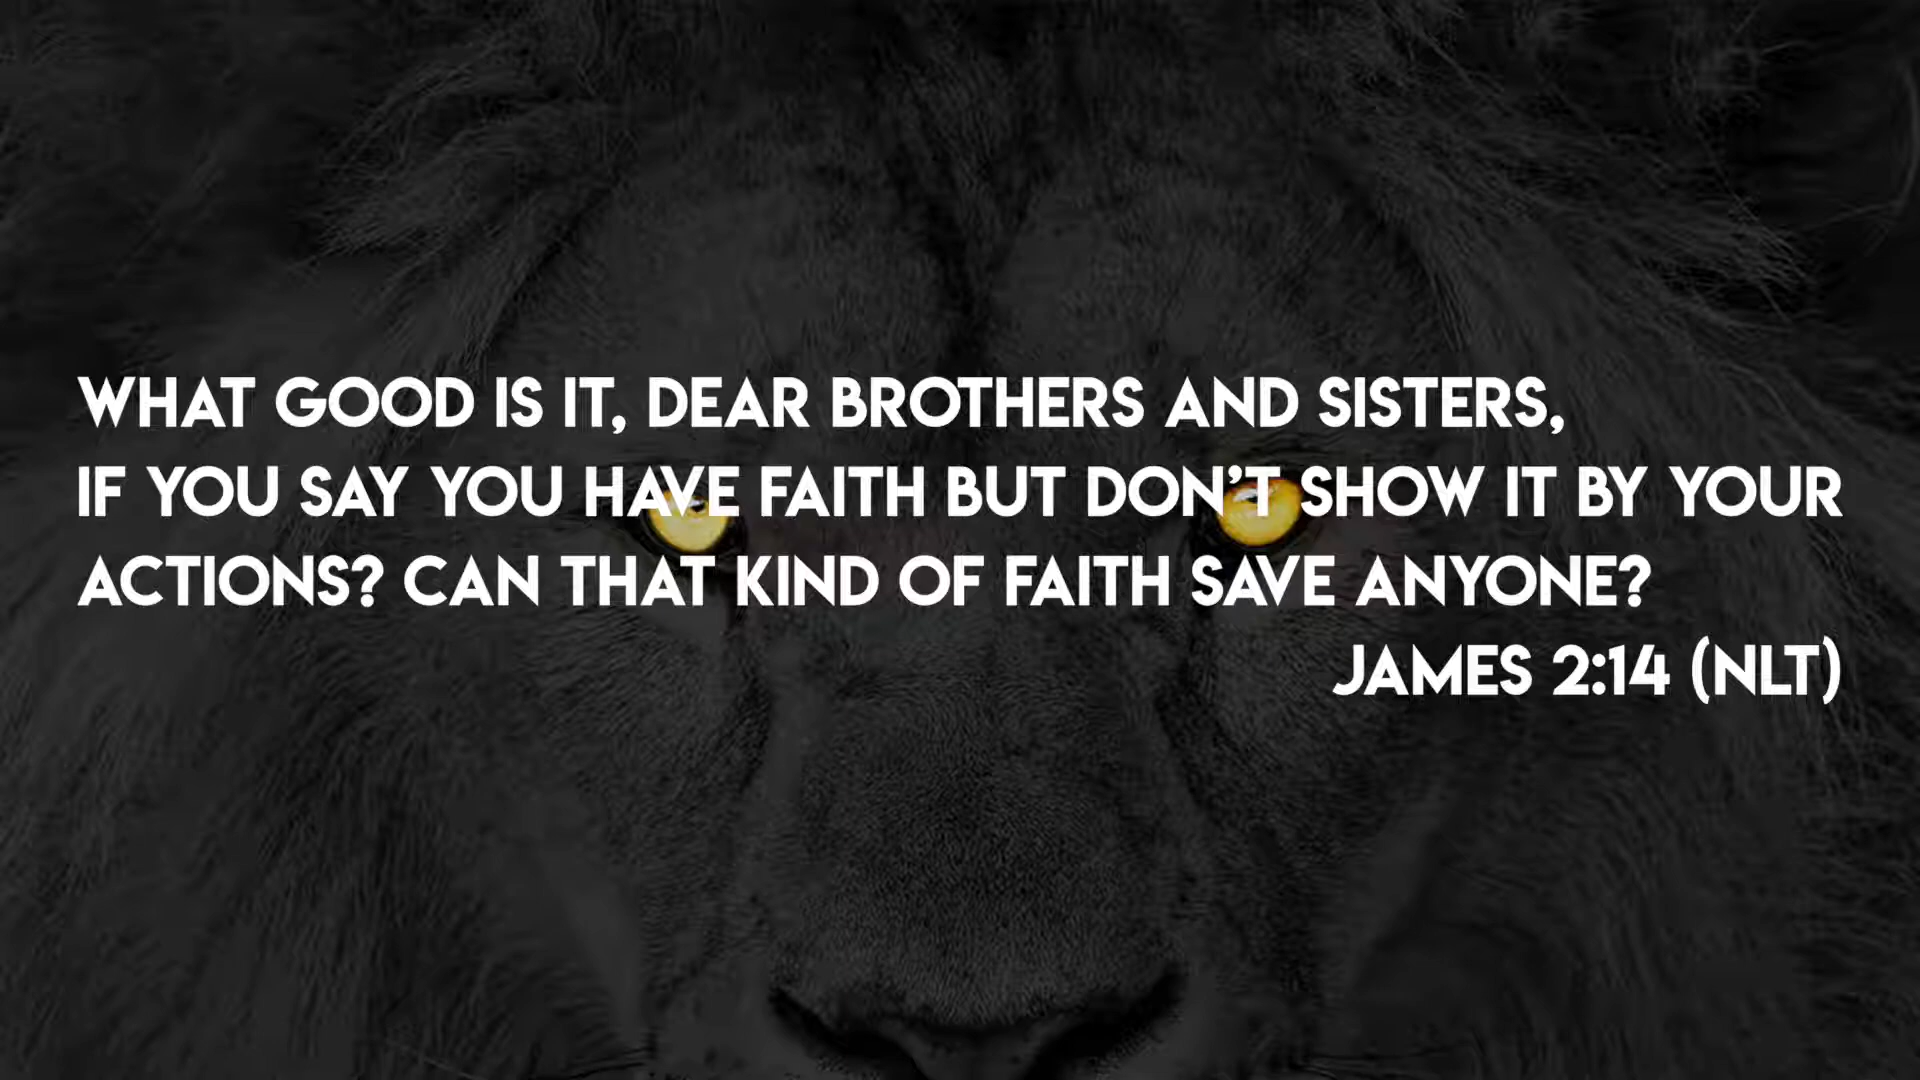 WHAT GOOD IS IT, DEAR BROTHERS AND SISTERS,
IF YOU SAY YOU HAVE FAITH BUT DON’T SHOW IT BY YOUR
ACTIONS? CAN THAT KIND OF FAITH SAVE ANYONE?
JAMES 2:14 (NLT)